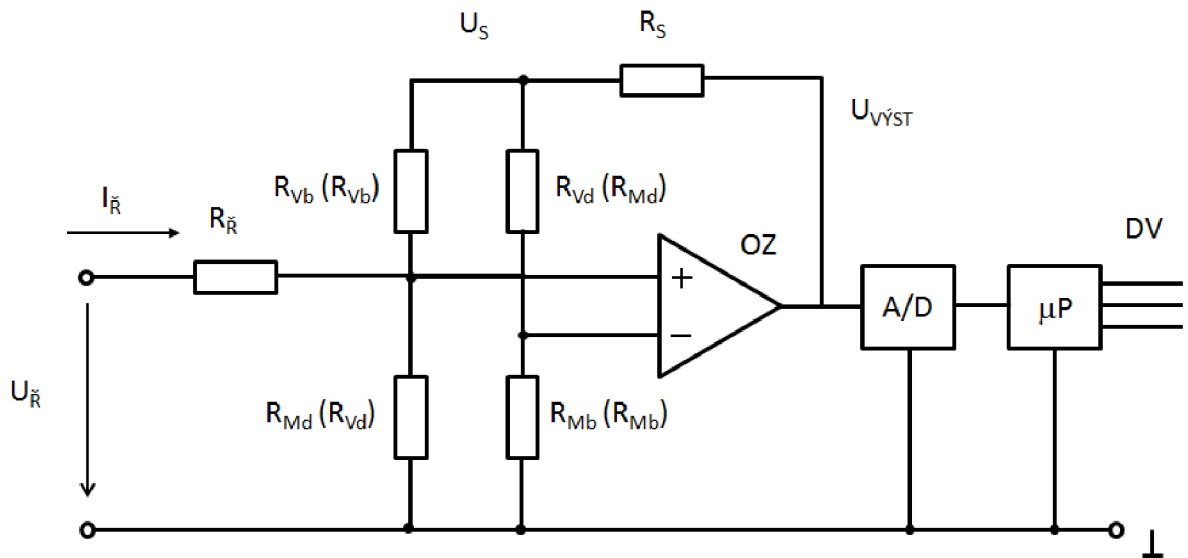 U_S
R_S
U_VÝST
R_Vb (R_Vb)
R_Vd (R_Md)
I_Ř
R_Ř
OZ
DV
+
−
A/D
μP
U_Ř
R_Md (R_Vd)
R_Mb (R_Mb)